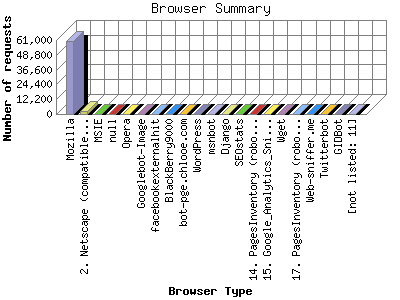 Browser Summary
Number of requests
61,000
48,800
36,600
24,400
12,200
0
Mozilla
2. Netscape (compatible...
MSIE
null
Opera
Googlebot-Image
facebookexternalhit
BlackBerry9000
bot-pge.chlooe.com
WordPress
msnbot
Django
SEOstats
14. PagesInventory (robo...
15. Google_Analytics_Sni...
Wget
17. PagesInventory (robo...
Web-sniffer.me
Twitterbot
GIDBot
[not listed: 11]
Browser Type